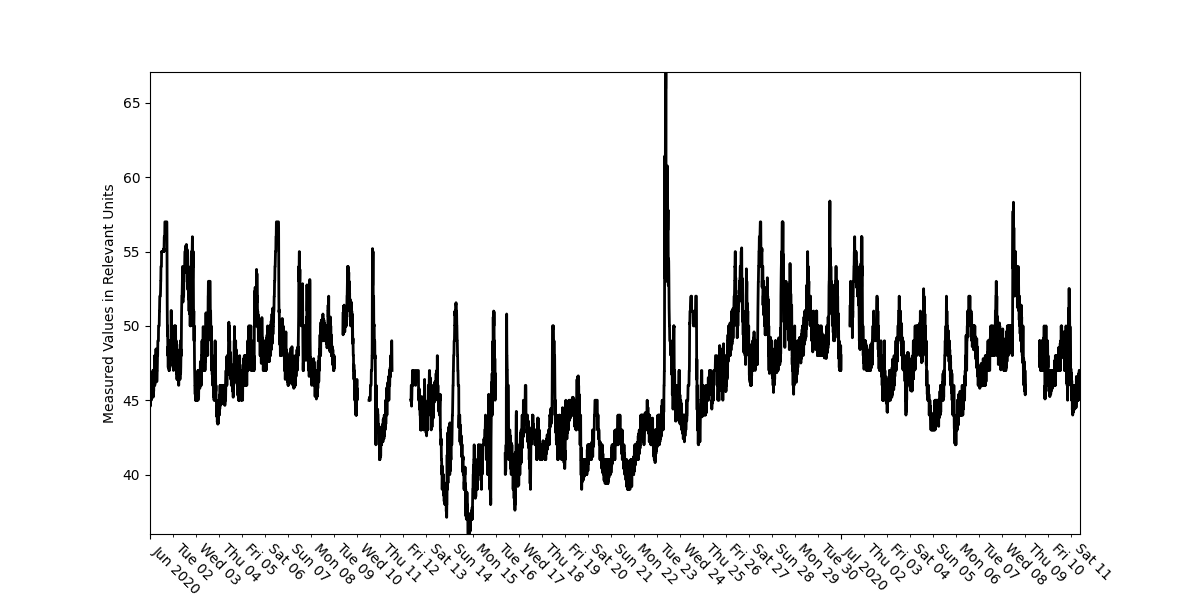 Measured Values in Relevant Units
65
60
55
50
45
40
Jun 2020
Tue 02
Wed 03
Thu 04
Fri 05
Sat 06
Sun 07
Mon 08
Tue 09
Wed 10
Thu 11
Fri 12
Sat 13
Sun 14
Mon 15
Tue 16
Wed 17
Thu 18
Fri 19
Sat 20
Sun 21
Mon 22
Tue 23
Wed 24
Thu 25
Fri 26
Sat 27
Sun 28
Mon 29
Tue 30
Jul 2020
Thu 02
Fri 03
Sat 04
Sun 05
Mon 06
Tue 07
Wed 08
Thu 09
Fri 10
Sat 11